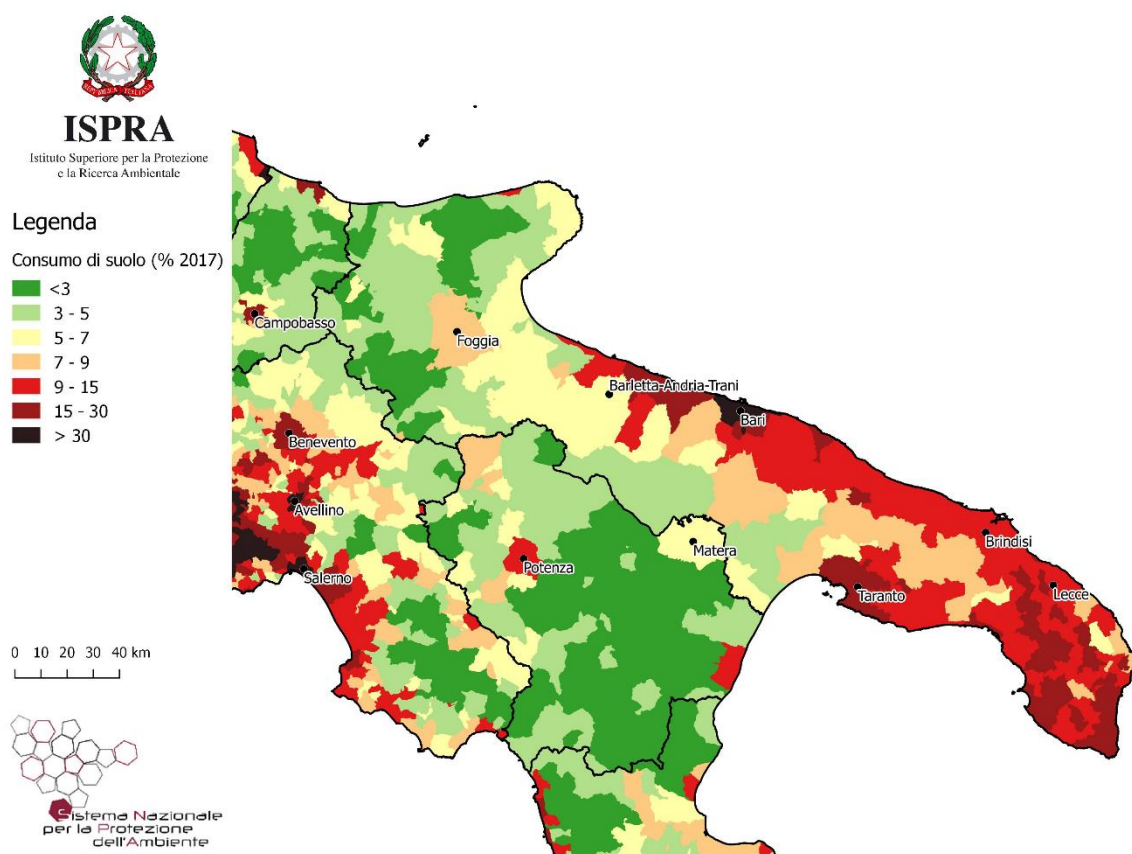 ISPRA
Istituto Superiore per la Protezione
e la Ricerca Ambientale
Legenda
Consumo di suolo (% 2017)
<3
3 - 5
5 - 7
7 - 9
9 - 15
15 - 30
> 30
Campobasso
Foggia
Barletta-Andria-Trani
Bari
Benevento
Avellino
Salerno
Potenza
Matera
Taranto
Brindisi
Lecce
0 10 20 30 40 km
Sistema Nazionale
per la Protezione
dell'Ambiente